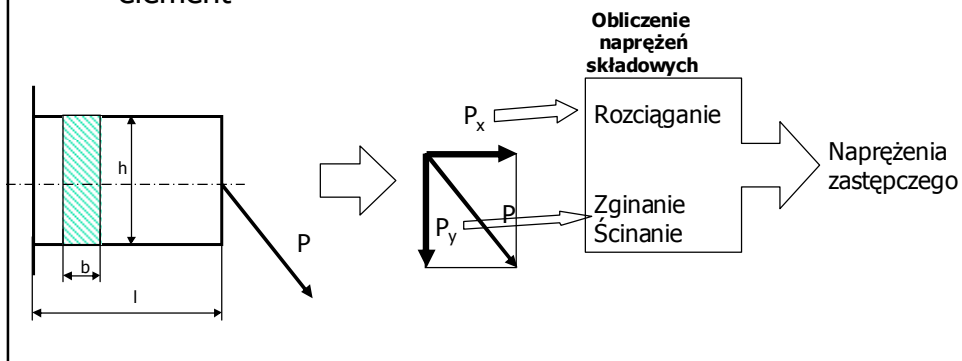 element
Obliczenie
naprężeń
składowych
Px
Rozciąganie
h
Naprężenia
zastępczego
Zginanie
Ścinanie
Py
P
P
b
l